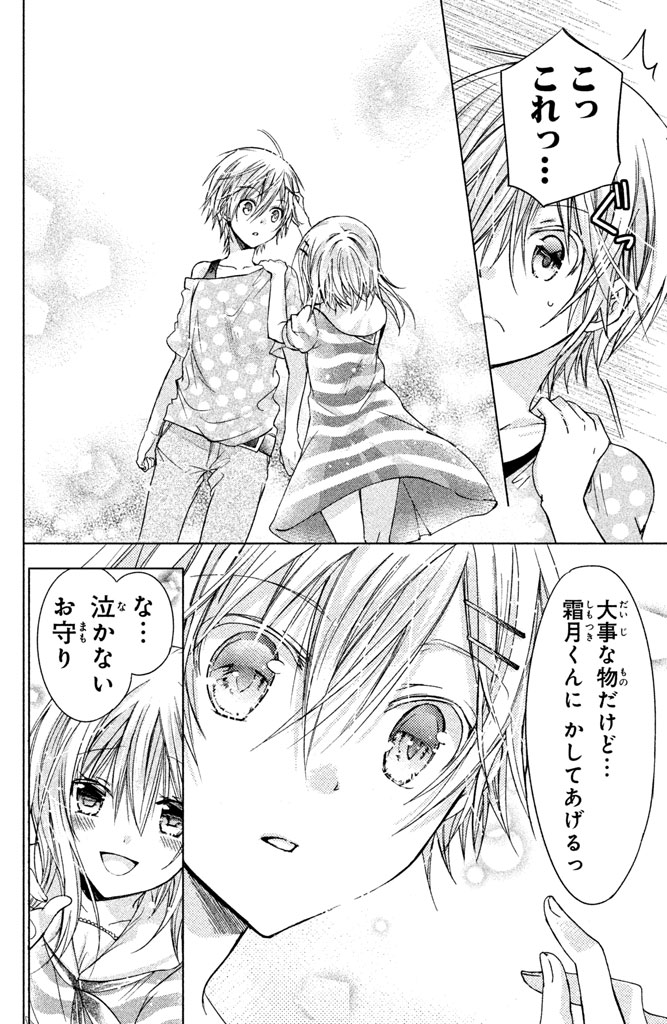 こっ
これっ…
ぐっ
大事な物だけど…
霜月くんに かしてあげるっ
な…
泣かない
お守り